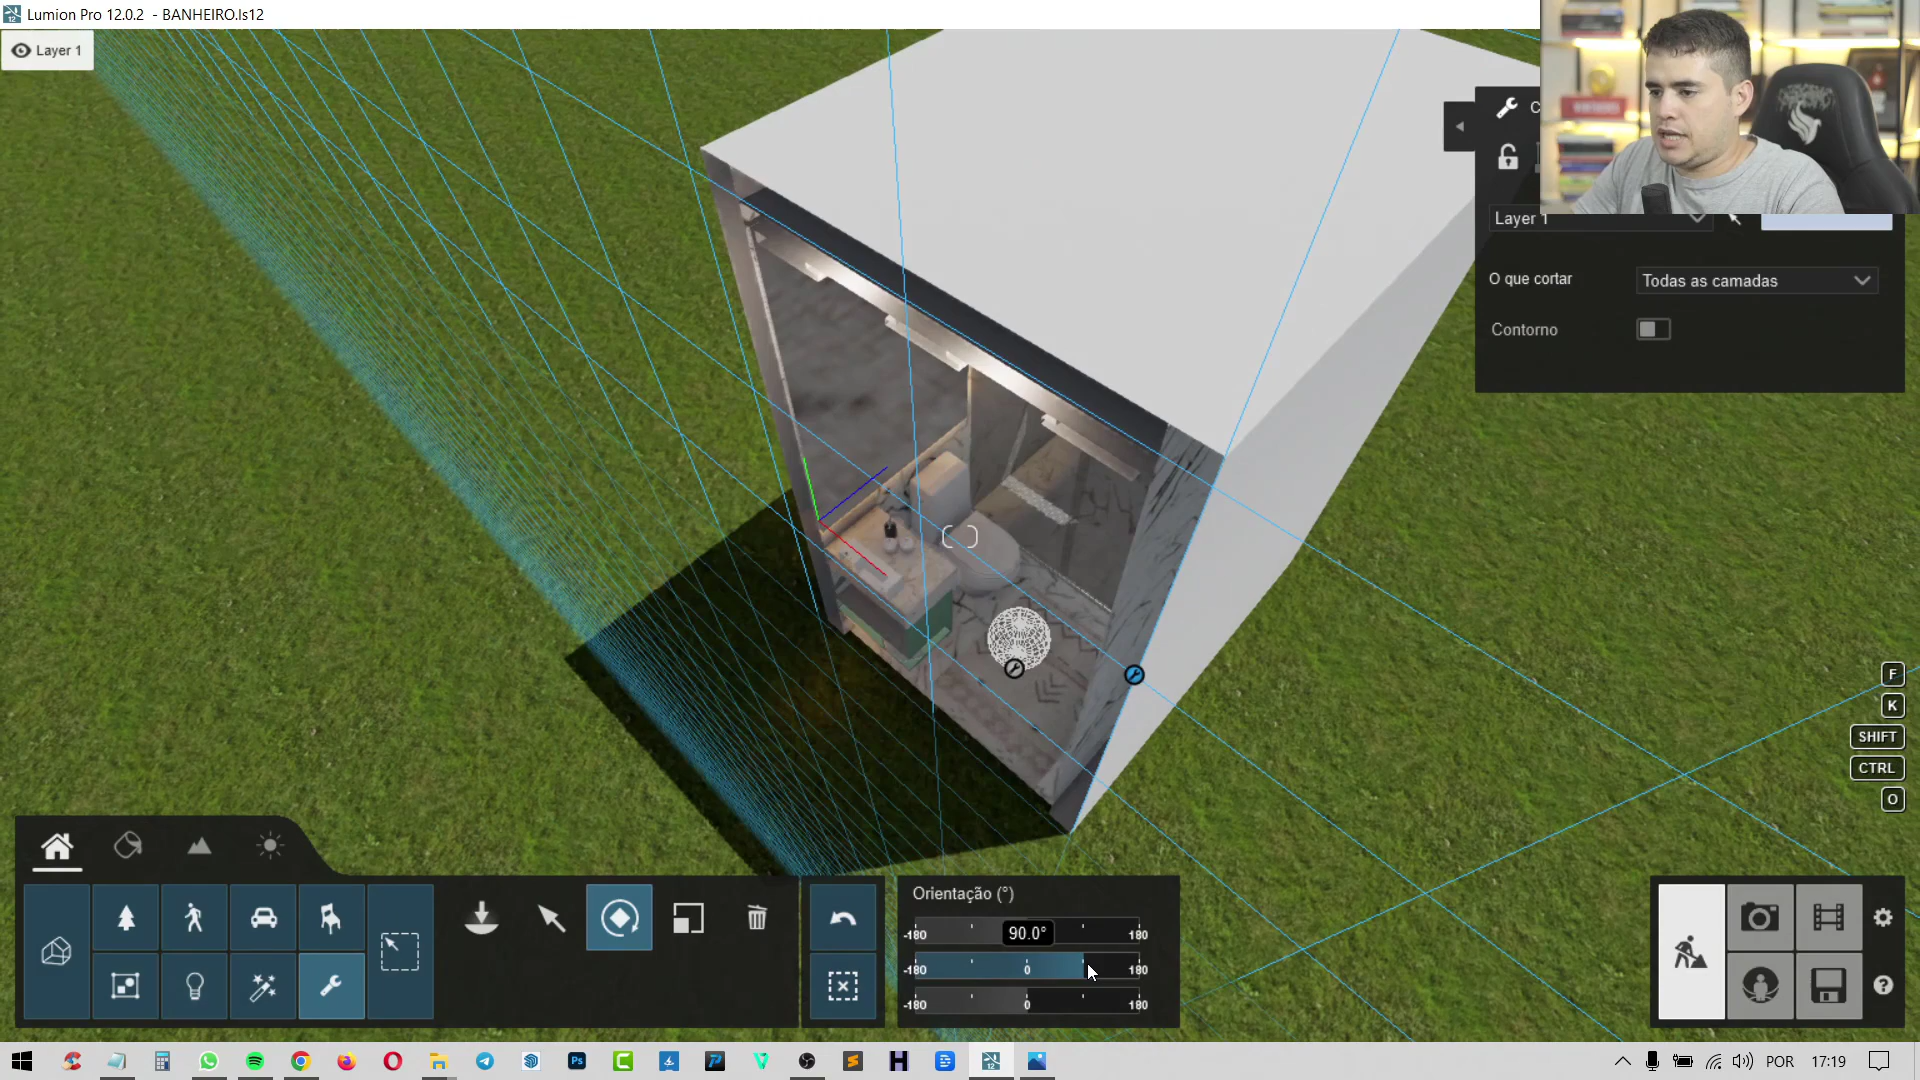 Lumion Pro 12.0.2 - BANHEIRO.ls12
Layer 1
C
Layer 1
O que cortar
Todas as camadas
Contorno
F
K
SHIFT
CTRL
O
Orientação (°)
-180 90.0° 180
-180 0 180
-180 0 180
POR
17:19